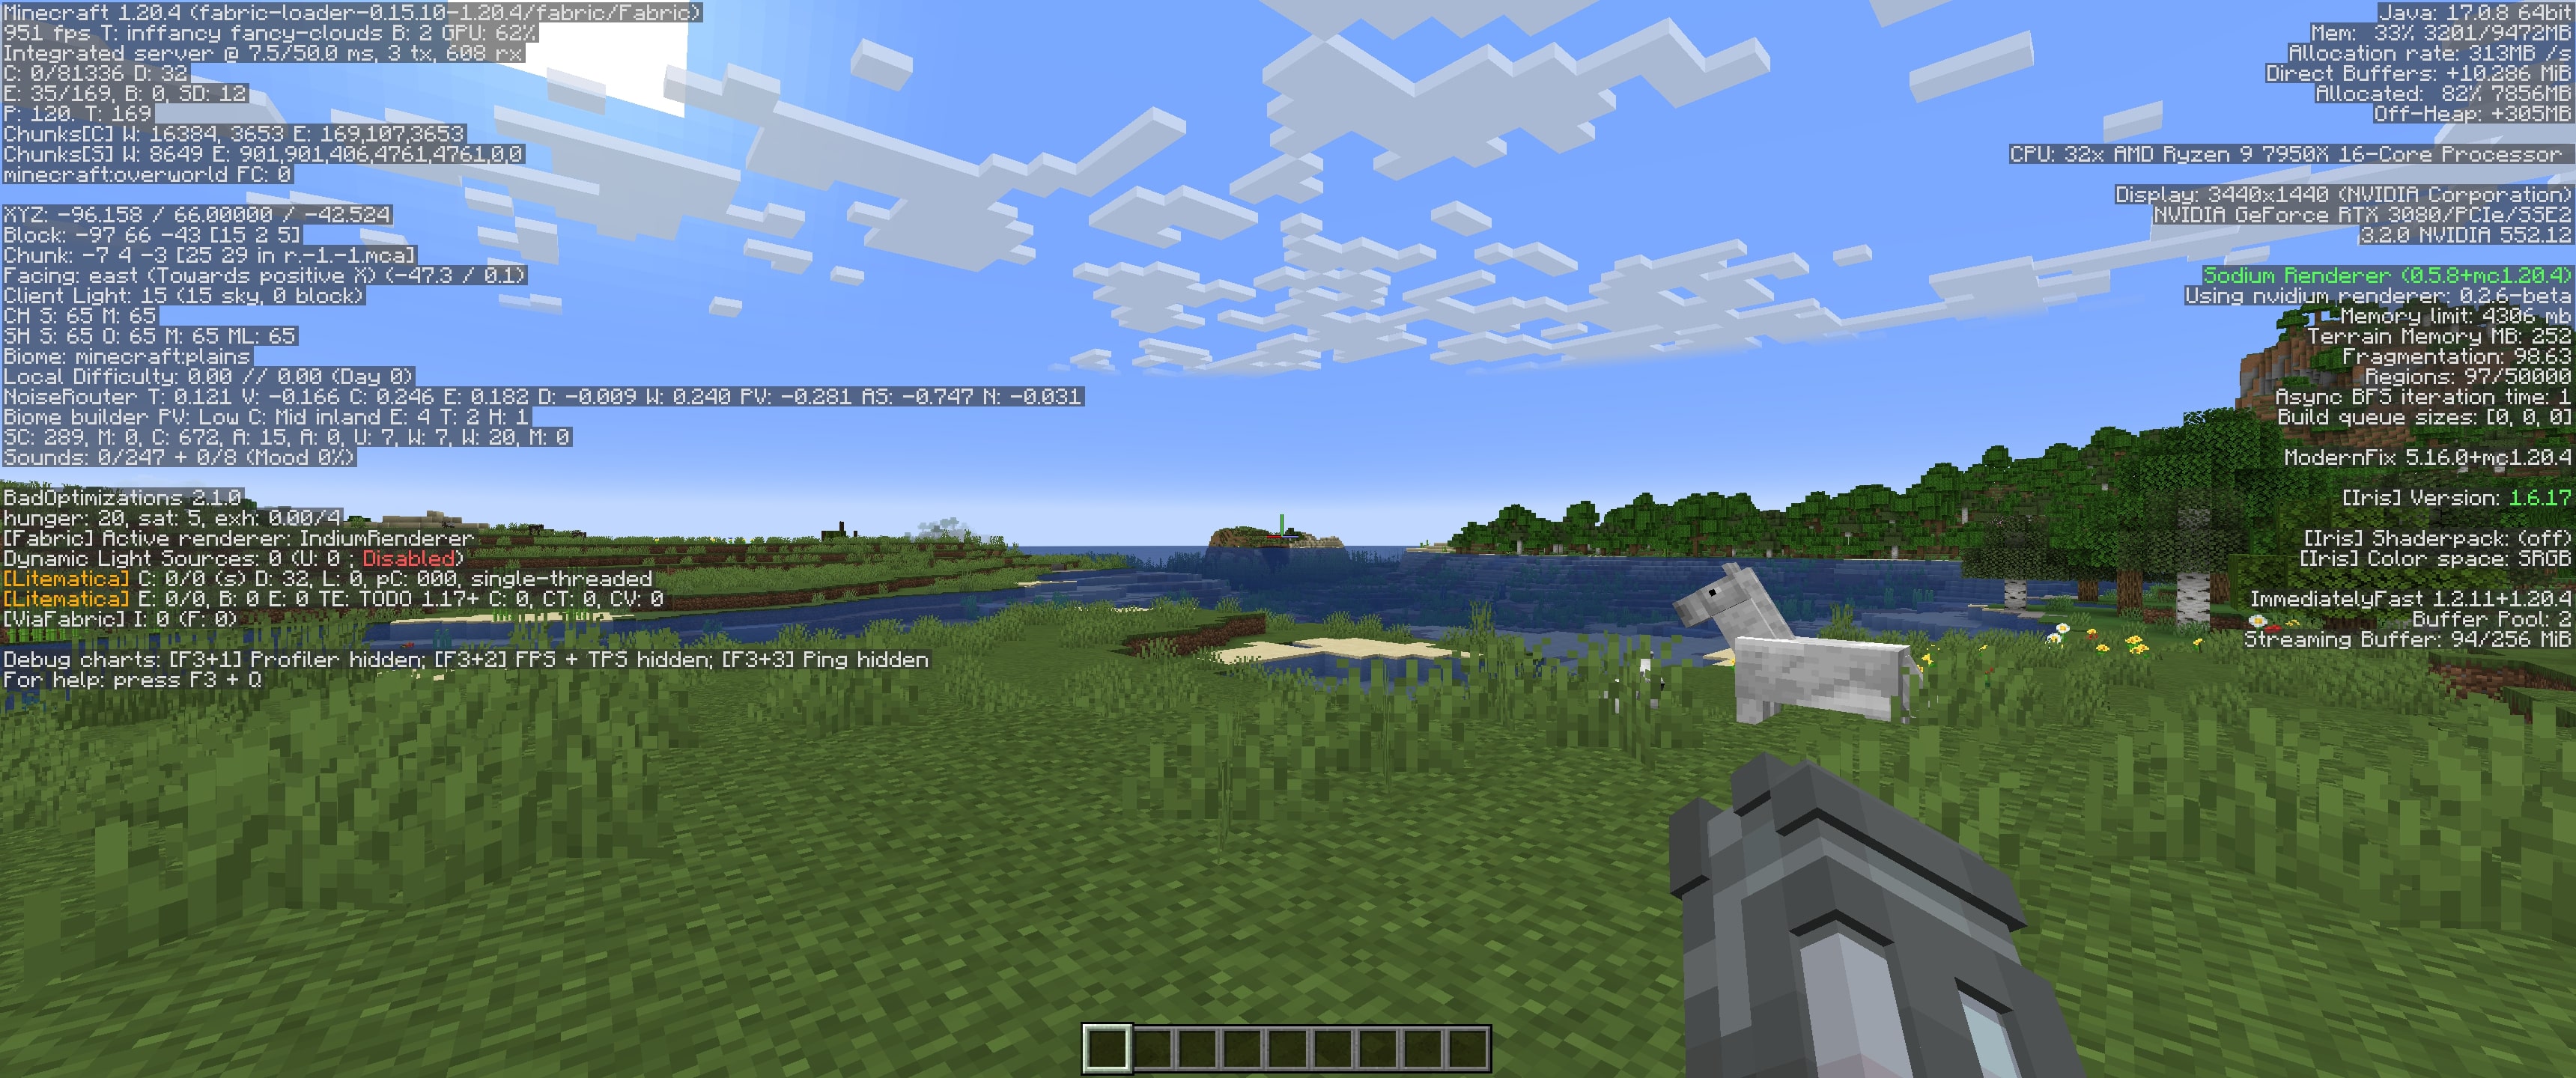 Minecraft 1.20.4 (fabric-loader-0.15.10-1.20.4/fabric/Fabric)
951 fps T: inffancy fancy-clouds B: 2 GPU: 62%
Integrated server @ 7.5/50.0 ms, 3 tx, 608 rx
C: 0/81336 D: 32
E: 35/169, B: 0, SD: 12
P: 120. T: 169
Chunks[C] W: 16384, 3653 E: 169,107,3653
Chunks[S] W: 8649 E: 901,901,406,4761,4761,0,0
minecraft:overworld FC: 0
XYZ: -96.158 / 66.00000 / -42.524
Block: -97 66 -43 [15 2 5]
Chunk: -7 4 -3 [25 29 in r.-1.-1.mca]
Facing: east (Towards positive X) (-47.3 / 0.1)
Client Light: 15 (15 sky, 0 block)
CH S: 65 M: 65
SH S: 65 O: 65 M: 65 ML: 65
Biome: minecraft:plains
Local Difficulty: 0.00 // 0.00 (Day 0)
NoiseRouter T: 0.121 V: -0.166 C: 0.246 E: 0.182 D: -0.009 W: 0.240 PV: -0.281 AS: -0.747 N: -0.031
Biome builder PV: Low C: Mid inland E: 4 T: 2 H: 1
SC: 289, M: 0, C: 672, A: 15, A: 0, U: 7, W: 7, W: 20, M: 0
Sounds: 0/247 + 0/8 (Mood 0%)
BadOptimizations 2.1.0
hunger: 20, sat: 5, exh: 0.00/4
[Fabric] Active renderer: IndiumRenderer
Dynamic Light Sources: 0 (U: 0 ; Disabled)
[Litematica] C: 0/0 (s) D: 32, L: 0, pC: 000, single-threaded
[Litematica] E: 0/0, B: 0 E: 0 TE: TODO 1.17+ C: 0, CT: 0, CV: 0
[ViaFabric] I: 0 (F: 0)
Debug charts: [F3+1] Profiler hidden; [F3+2] FPS + TPS hidden; [F3+3] Ping hidden
For help: press F3 + Q
Java: 17.0.8 64bit
Mem: 33% 3201/9472MB
Allocation rate: 313MB /s
Direct Buffers: +10.286 MiB
Allocated: 82% 7856MB
Off-Heap: +305MB
CPU: 32x AMD Ryzen 9 7950X 16-Core Processor
Display: 3440x1440 (NVIDIA Corporation)
NVIDIA GeForce RTX 3080/PCIe/SSE2
3.2.0 NVIDIA 552.12
Sodium Renderer (0.5.8+mc1.20.4)
Using nvidium renderer: 0.2.6-beta
Memory limit: 4306 mb
Terrain Memory MB: 252
Fragmentation: 98.63
Regions: 97/50000
Async BFS iteration time: 1
Build queue sizes: [0, 0, 0]
ModernFix 5.16.0+mc1.20.4
[Iris] Version: 1.6.17
[Iris] Shaderpack: (off)
[Iris] Color space: SRGB
ImmediatelyFast 1.2.11+1.20.4
Buffer Pool: 2
Streaming Buffer: 94/256 MiB